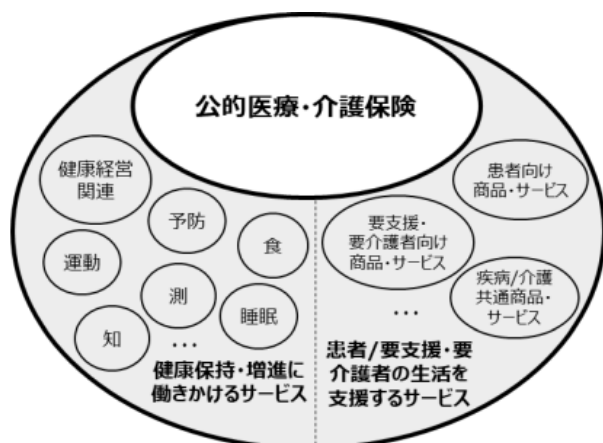 公的医療・介護保険
健康経営
関連
予防
食
運動
測
睡眠
知
…
健康保持・増進に
働きかけるサービス
患者向け
商品・サービス
要支援・
要介護者向け
商品・サービス
疾病/介護
共通商品・
サービス
…
患者/要支援・要
介護者の生活を
支援するサービス